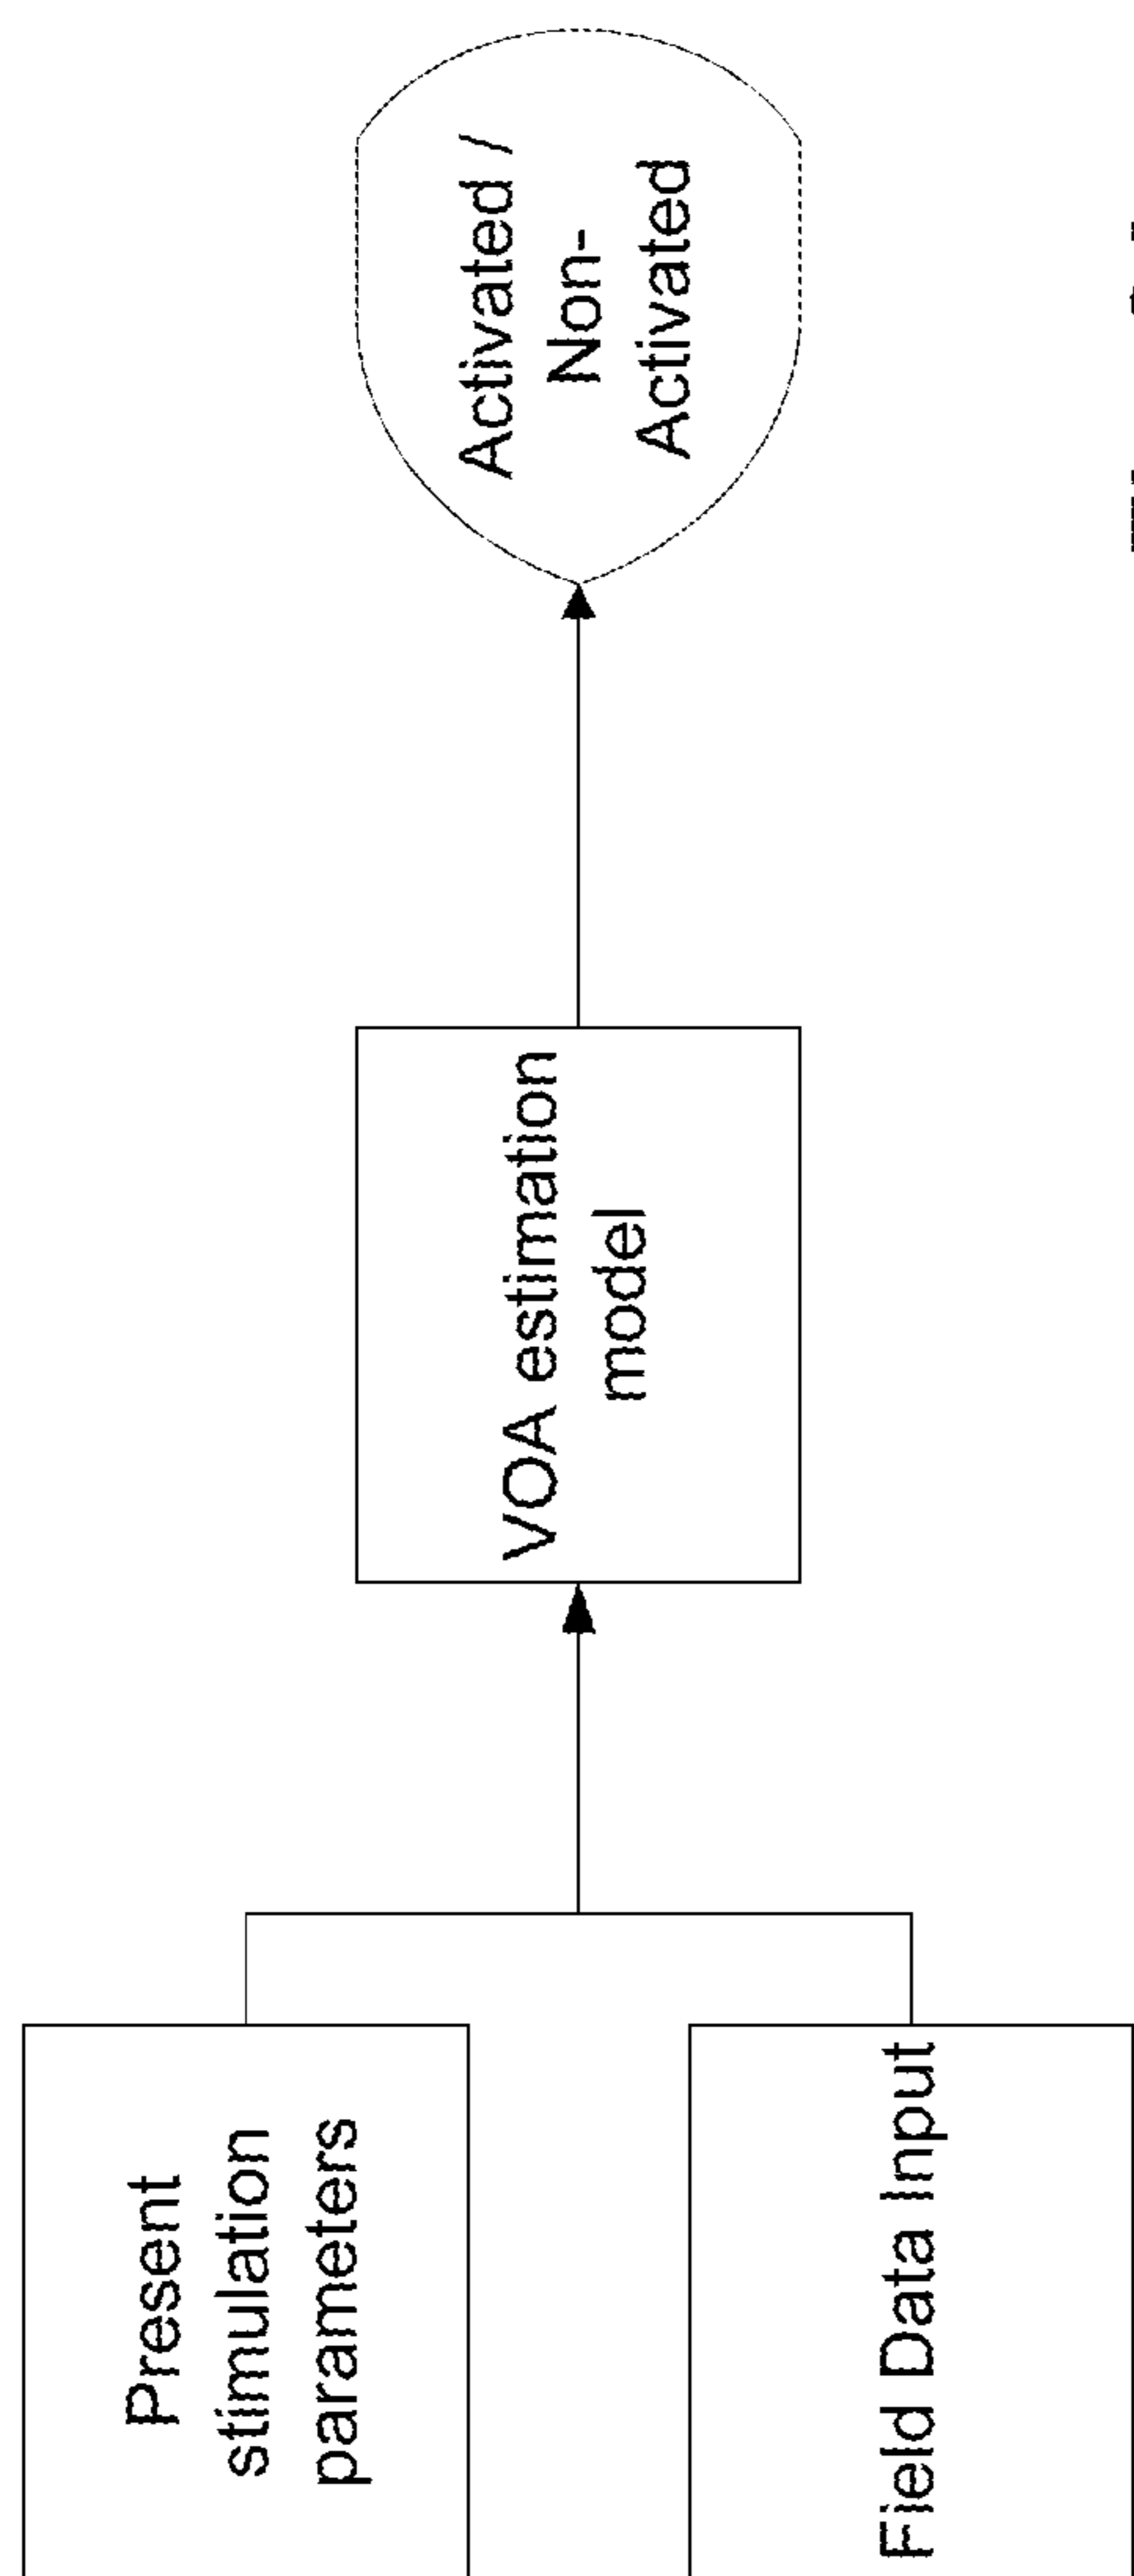 Present
stimulation
parameters
Field Data Input
VOA estimation
model
Activated /
Non-
Activated